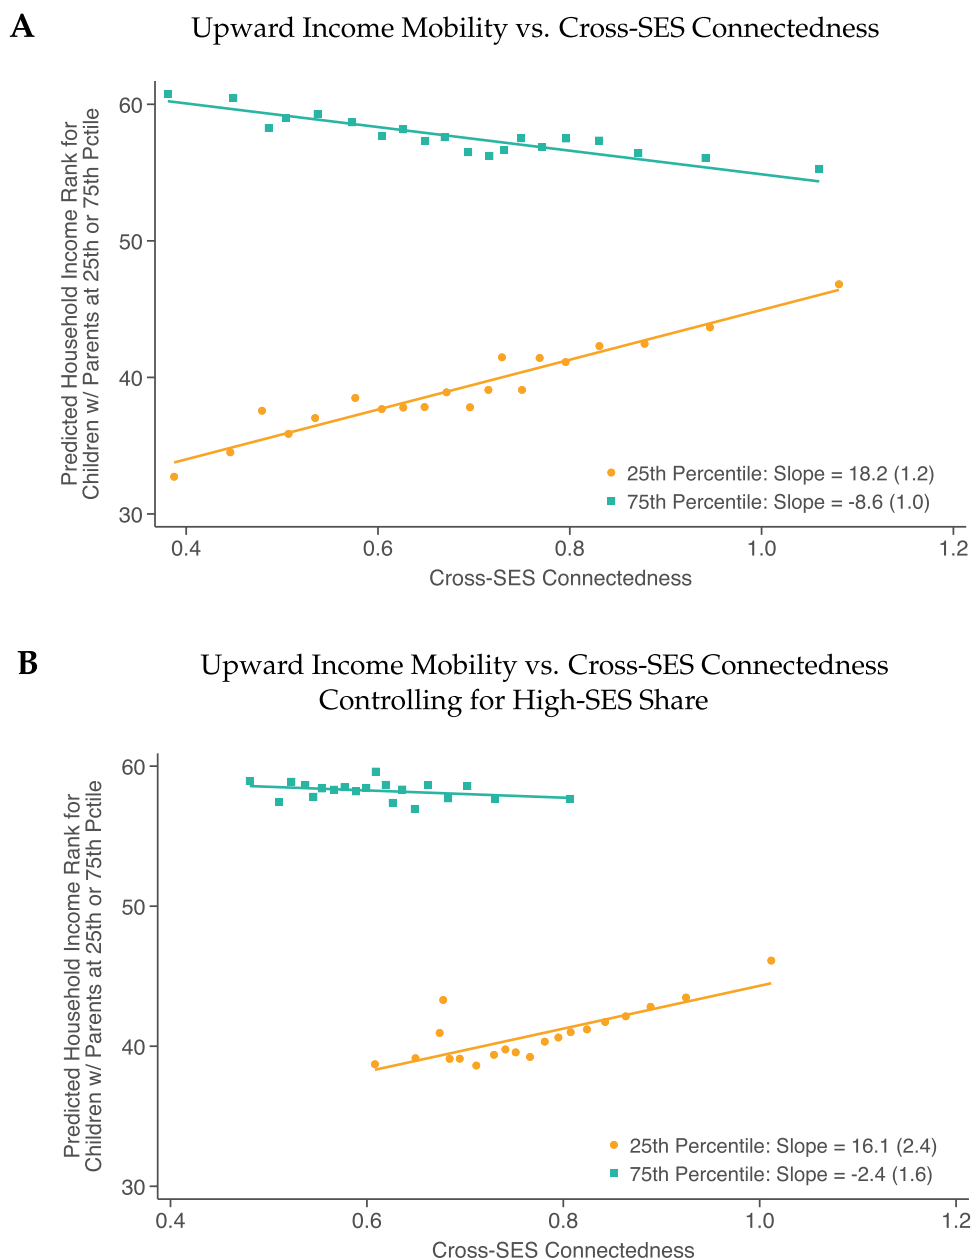 A
Upward Income Mobility vs. Cross-SES Connectedness
Predicted Household Income Rank for
Children w/ Parents at 25th or 75th Pctile
60
50
40
30
25th Percentile: Slope = 18.2 (1.2)
75th Percentile: Slope = -8.6 (1.0)
0.4 0.6 0.8 1.0 1.2
Cross-SES Connectedness
B
Upward Income Mobility vs. Cross-SES Connectedness
Controlling for High-SES Share
Predicted Household Income Rank for
Children w/ Parents at 25th or 75th Pctile
60
50
40
30
25th Percentile: Slope = 16.1 (2.4)
75th Percentile: Slope = -2.4 (1.6)
0.4 0.6 0.8 1.0 1.2
Cross-SES Connectedness